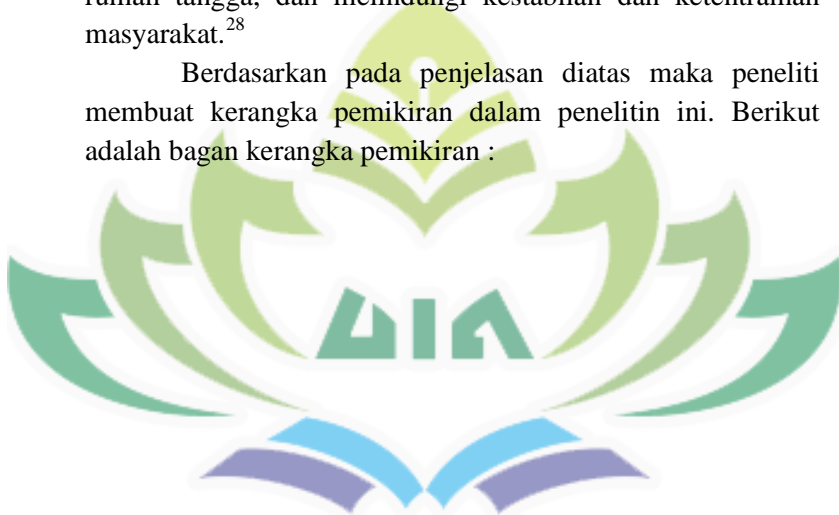 rumah tangga, dan melindungi kestabilan dan ketentraman
masyarakat.²⁸
Berdasarkan pada penjelasan diatas maka peneliti
membuat kerangka pemikiran dalam penelitin ini. Berikut
adalah bagan kerangka pemikiran :
UIN